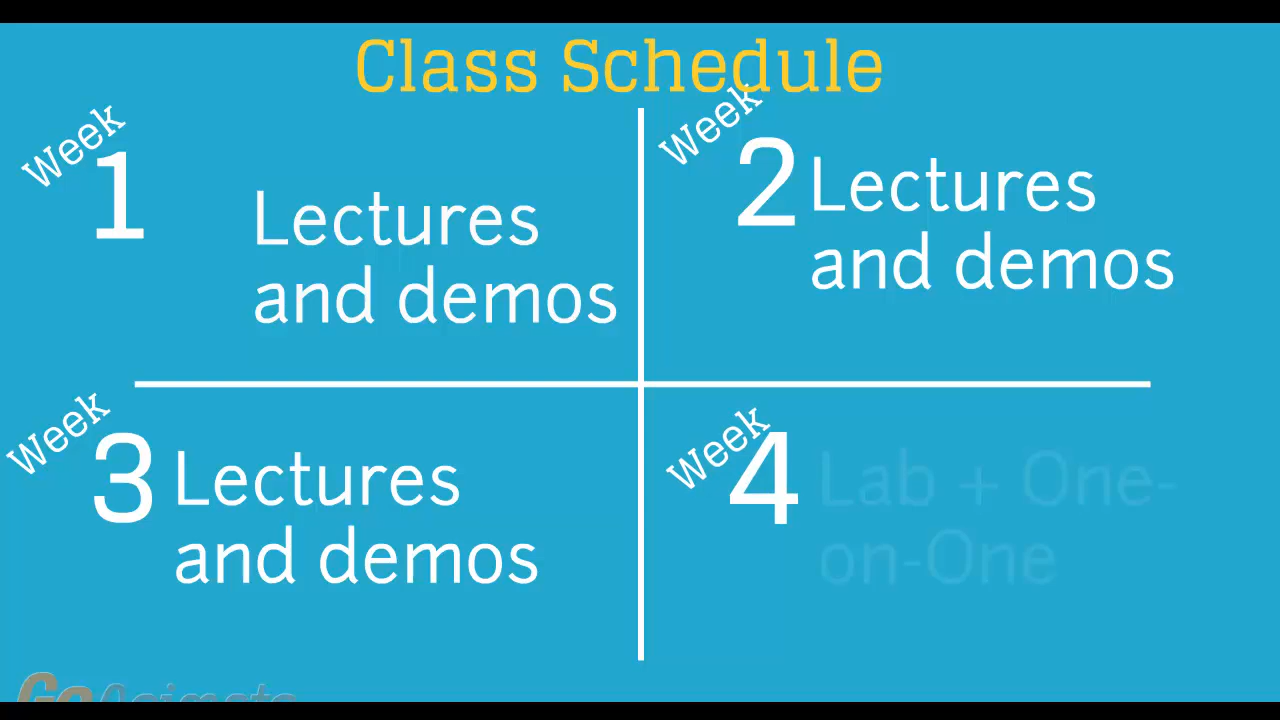 Class Schedule
Week
1
Lectures
and demos
Week
2
Lectures
and demos
Week
3
Lectures
and demos
Week
4
Lab + One-
on-One
GoAnimate